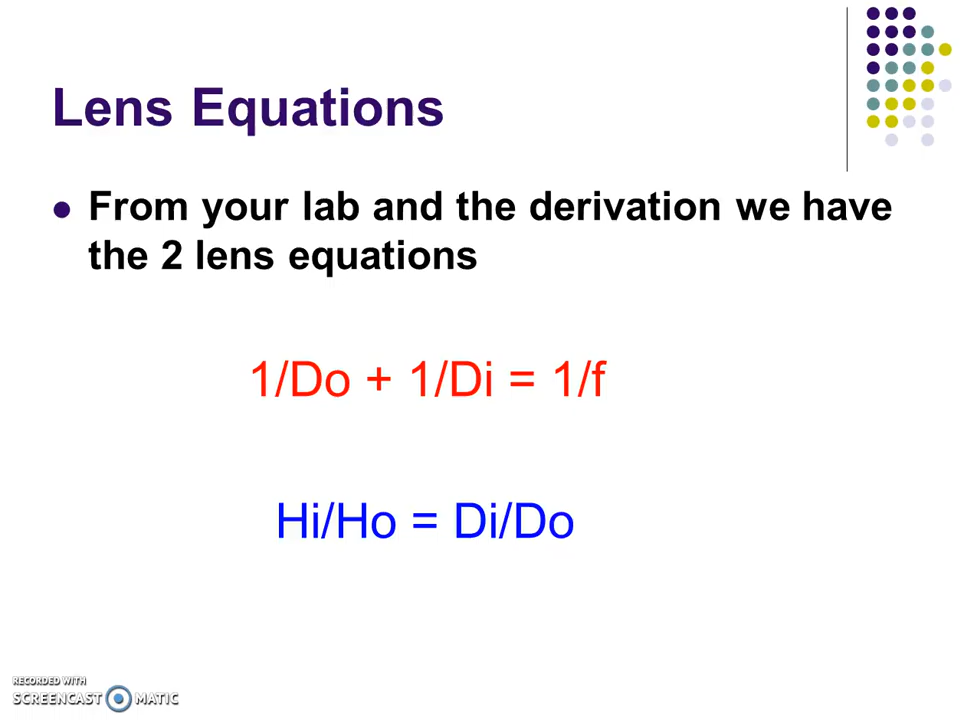 Lens Equations
From your lab and the derivation we have
the 2 lens equations
1/Do + 1/Di = 1/f
Hi/Ho = Di/Do
RECORDED WITH
SCREENCAST MATIC